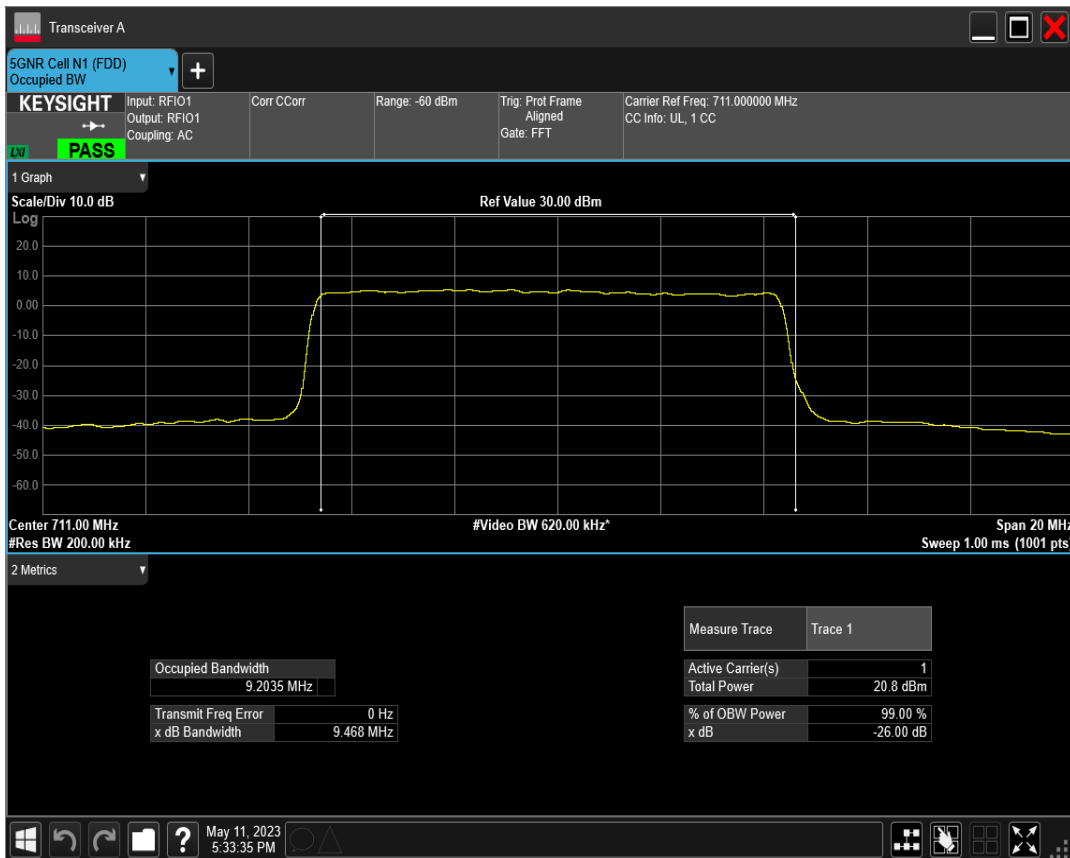 Transceiver A
5GNR Cell N1 (FDD)
Occupied BW
+
KEYSIGHT
LXI
PASS
Input: RFIO1
Output: RFIO1
Coupling: AC
Corr CCorr
Range: -60 dBm
Trig: Prot Frame
Aligned
Gate: FFT
Carrier Ref Freq: 711.000000 MHz
CC Info: UL, 1 CC
1 Graph
Scale/Div 10.0 dB
Ref Value 30.00 dBm
Log
20.0
10.0
0.00
-10.0
-20.0
-30.0
-40.0
-50.0
-60.0
Center 711.00 MHz
#Video BW 620.00 kHz*
Span 20 MHz
#Res BW 200.00 kHz
Sweep 1.00 ms (1001 pts)
2 Metrics
Measure Trace Trace 1
Occupied Bandwidth
9.2035 MHz
Active Carrier(s) 1
Total Power 20.8 dBm
Transmit Freq Error 0 Hz
x dB Bandwidth 9.468 MHz
% of OBW Power 99.00 %
x dB -26.00 dB
?
May 11, 2023
5:33:35 PM